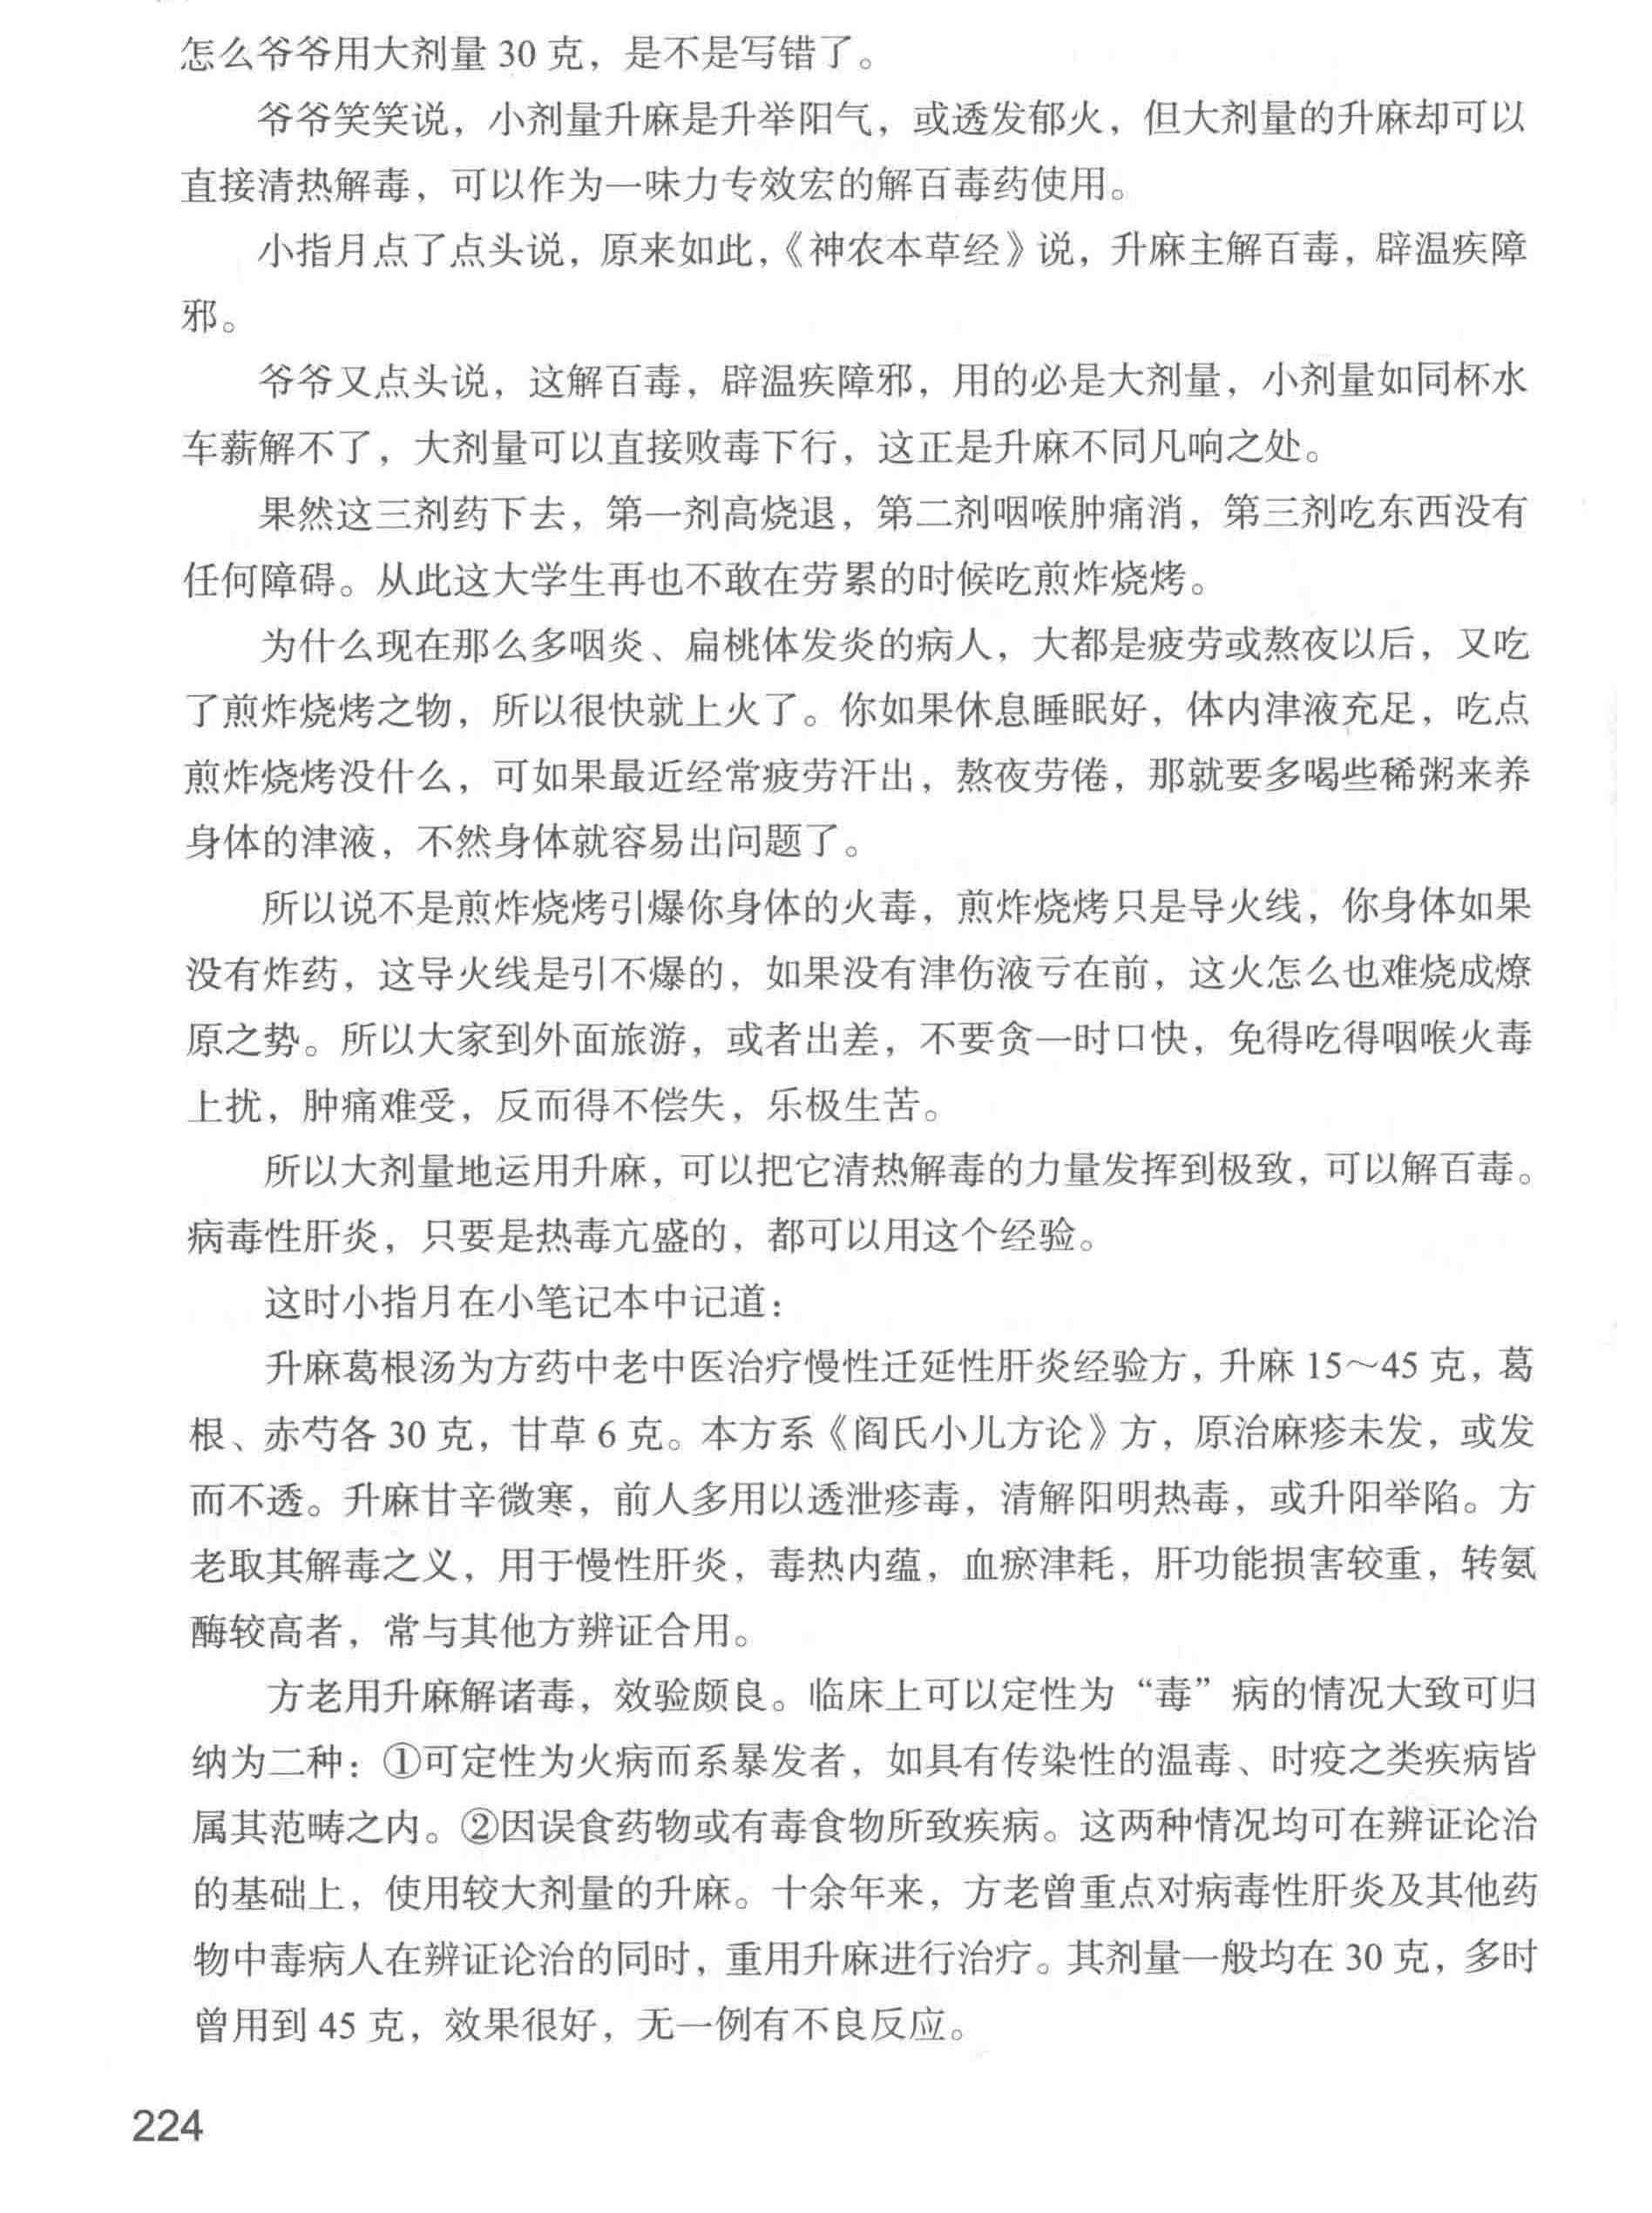 怎么爷爷用大剂量 30 克，是不是写错了。
爷爷笑笑说，小剂量升麻是升举阳气，或透发郁火，但大剂量的升麻却可以
直接清热解毒，可以作为一味力专效宏的解百毒药使用。
小指月点了点头说，原来如此，《神农本草经》说，升麻主解百毒，辟温疾障
邪。
爷爷又点头说，这解百毒，辟温疾障邪，用的必是大剂量，小剂量如同杯水
车薪解不了，大剂量可以直接败毒下行，这正是升麻不同凡响之处。
果然这三剂药下去，第一剂高烧退，第二剂咽喉肿痛消，第三剂吃东西没有
任何障碍。从此这大学生再也不敢在劳累的时候吃煎炸烧烤。
为什么现在那么多咽炎、扁桃体发炎的病人，大都是疲劳或熬夜以后，又吃
了煎炸烧烤之物，所以很快就上火了。你如果休息睡眠好，体内津液充足，吃点
煎炸烧烤没什么，可如果最近经常疲劳汗出，熬夜劳倦，那就要多喝些稀粥来养
身体的津液，不然身体就容易出问题了。
所以说不是煎炸烧烤引爆你身体的火毒，煎炸烧烤只是导火线，你身体如果
没有炸药，这导火线是引不爆的，如果没有津伤液亏在前，这火怎么也难烧成燎
原之势。所以大家到外面旅游，或者出差，不要贪一时口快，免得吃得咽喉火毒
上扰，肿痛难受，反而得不偿失，乐极生苦。
所以大剂量地运用升麻，可以把它清热解毒的力量发挥到极致，可以解百毒。
病毒性肝炎，只要是热毒亢盛的，都可以用这个经验。
这时小指月在小笔记本中记道：
升麻葛根汤为方药中老中医治疗慢性迁延性肝炎经验方，升麻 15～45 克，葛
根、赤芍各 30 克，甘草 6 克。本方系《阎氏小儿方论》方，原治麻疹未发，或发
而不透。升麻甘辛微寒，前人多用以透泄疹毒，清解阳明热毒，或升阳举陷。方
老取其解毒之义，用于慢性肝炎，毒热内蕴，血瘀津耗，肝功能损害较重，转氨
酶较高者，常与其他方辨证合用。
方老用升麻解诸毒，效验颇良。临床上可以定性为“毒”病的情况大致可归
纳为二种：①可定性为火病而系暴发者，如具有传染性的温毒、时疫之类疾病皆
属其范畴之内。②因误食药物或有毒食物所致疾病。这两种情况均可在辨证论治
的基础上，使用较大剂量的升麻。十余年来，方老曾重点对病毒性肝炎及其他药
物中毒病人在辨证论治的同时，重用升麻进行治疗。其剂量一般均在 30 克，多时
曾用到 45 克，效果很好，无一例有不良反应。
224